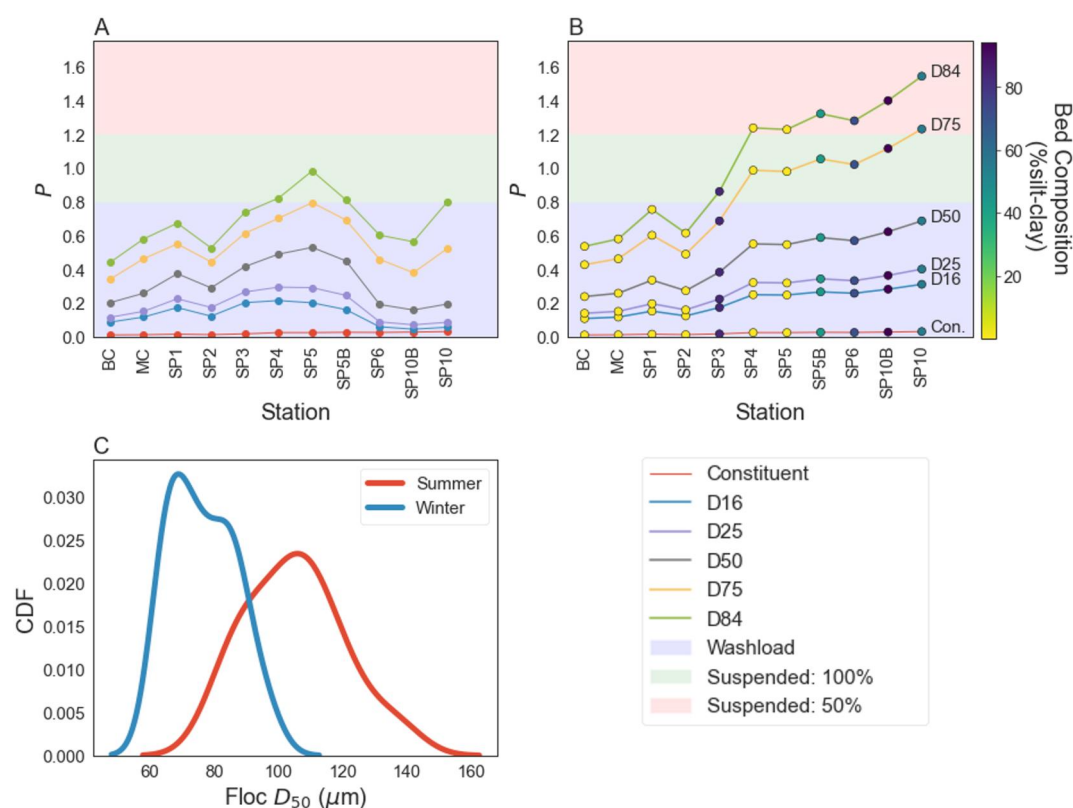 A
P
1.6
1.4
1.2
1.0
0.8
0.6
0.4
0.2
0.0
BC
MC
SP1
SP2
SP3
SP4
SP5
SP5B
SP6
SP10B
SP10
Station
B
P
1.6
1.4
1.2
1.0
0.8
0.6
0.4
0.2
0.0
D84
D75
D50
D25
D16
Con.
BC
MC
SP1
SP2
SP3
SP4
SP5
SP5B
SP6
SP10B
SP10
Station
80
60
40
20
Bed Composition
(%silt-clay)
C
CDF
0.030
0.025
0.020
0.015
0.010
0.005
0.000
Summer
Winter
60
80
100
120
140
160
Floc D50 (μm)
Constituent
D16
D25
D50
D75
D84
Washload
Suspended: 100%
Suspended: 50%